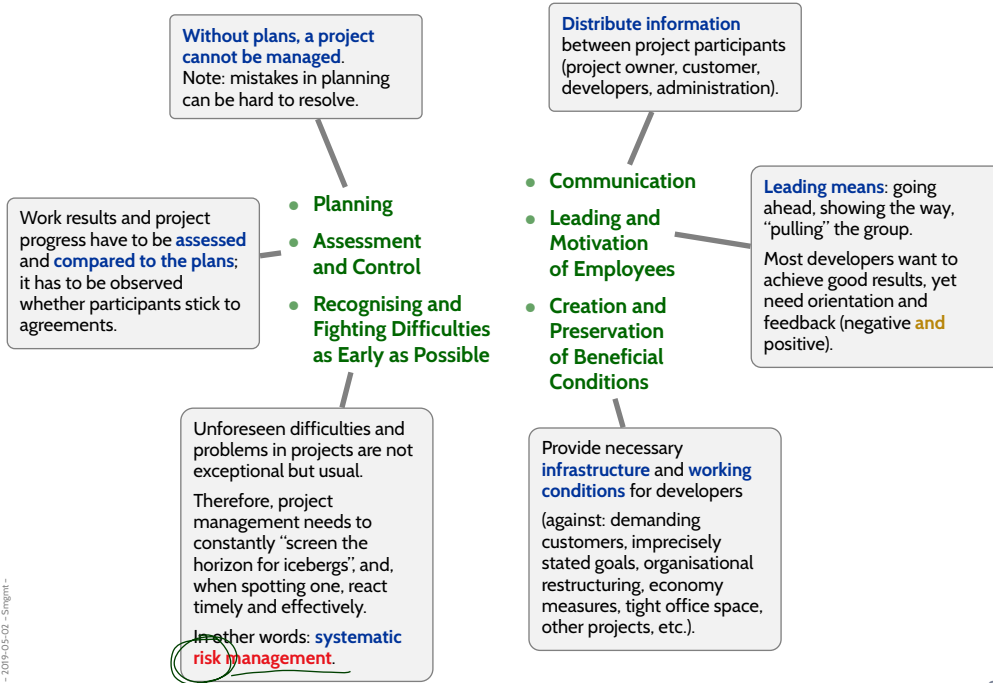 Without plans, a project
cannot be managed.
Note: mistakes in planning
can be hard to resolve.
Distribute information
between project participants
(project owner, customer,
developers, administration).
Work results and project
progress have to be assessed
and compared to the plans;
it has to be observed
whether participants stick to
agreements.
• Planning
• Assessment
and Control
• Recognising and
Fighting Difficulties
as Early as Possible
• Communication
• Leading and
Motivation
of Employees
• Creation and
Preservation
of Beneficial
Conditions
Leading means: going
ahead, showing the way,
“pulling” the group.
Most developers want to
achieve good results, yet
need orientation and
feedback (negative and
positive).
Unforeseen difficulties and
problems in projects are not
exceptional but usual.
Therefore, project
management needs to
constantly “screen the
horizon for icebergs”, and,
when spotting one, react
timely and effectively.
In other words: systematic
risk management.
Provide necessary
infrastructure and working
conditions for developers
(against: demanding
customers, imprecisely
stated goals, organisational
restructuring, economy
measures, tight office space,
other projects, etc.).
– 2019-05-02 – Smgmt –